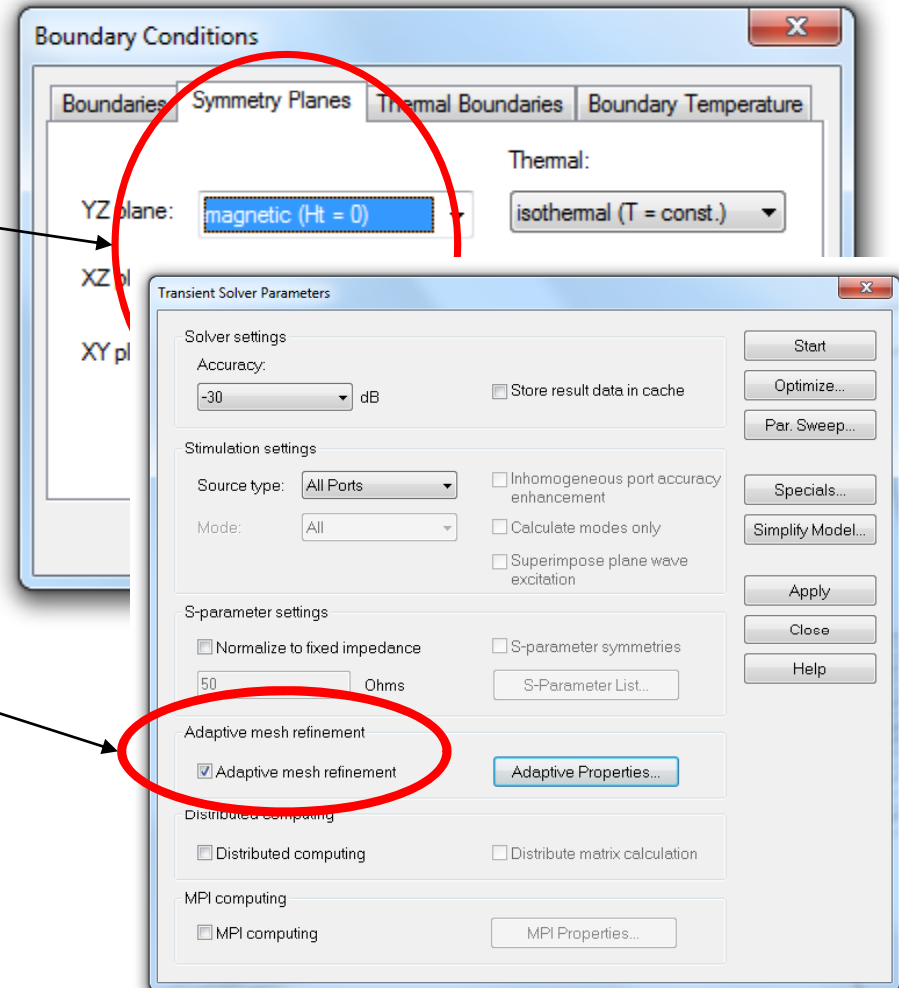 Boundary Conditions
Boundaries Symmetry Planes Thermal Boundaries Boundary Temperature
Thermal:
YZ plane: magnetic (Ht = 0) isothermal (T = const.)
XZ pl
XY pl
Transient Solver Parameters
Solver settings
Accuracy:
-30 dB
Store result data in cache
Stimulation settings
Source type: All Ports
Inhomogeneous port accuracy
enhancement
Mode: All
Calculate modes only
Superimpose plane wave
excitation
S-parameter settings
Normalize to fixed impedance
S-parameter symmetries
50 Ohms
S-Parameter List...
Adaptive mesh refinement
Adaptive mesh refinement
Adaptive Properties...
Distributed computing
Distributed computing
Distribute matrix calculation
MPI computing
MPI computing
MPI Properties...
Start
Optimize...
Par. Sweep...
Specials...
Simplify Model...
Apply
Close
Help